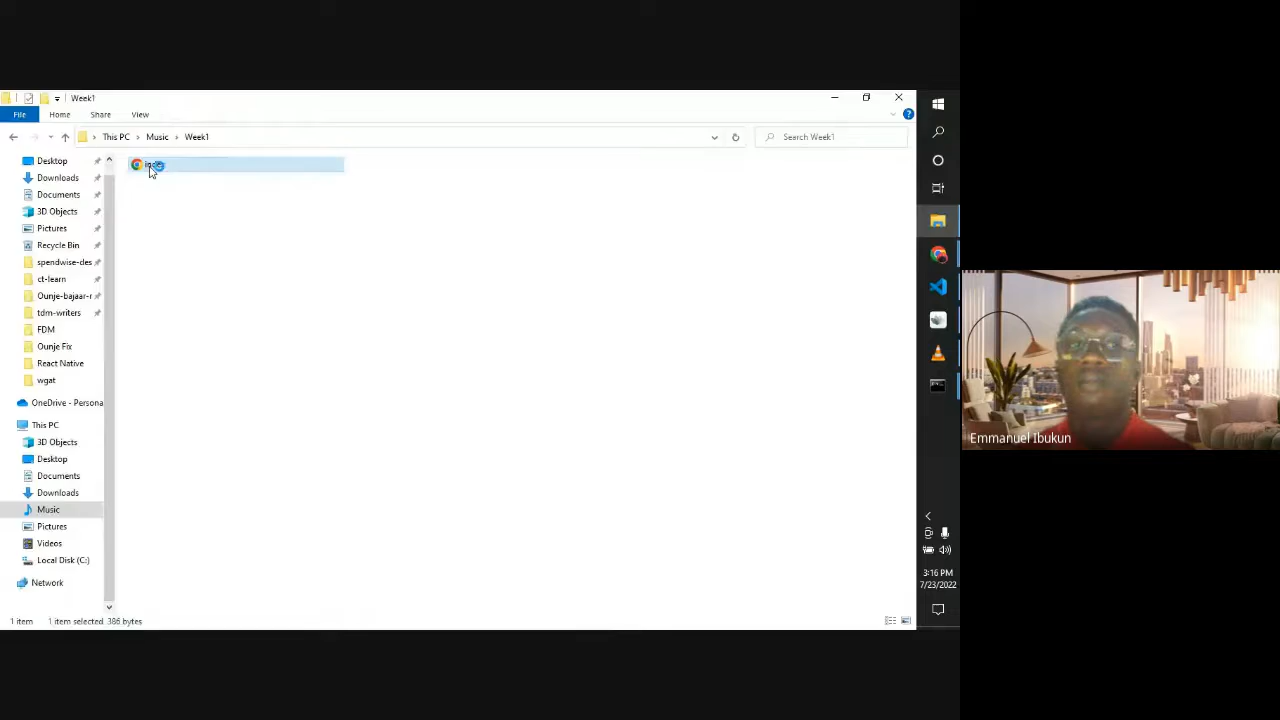 Week1
File
Home
Share
View
This PC
Music
Week1
Search Week1
Desktop
Downloads
Documents
3D Objects
Pictures
Recycle Bin
spendwise-des
ct-learn
Ounje-bajaar-r
tdm-writers
FDM
Ounje Fix
React Native
wgat
OneDrive - Persona
This PC
3D Objects
Desktop
Documents
Downloads
Music
Pictures
Videos
Local Disk (C:)
Network
1 item
1 item selected 386 bytes
3:16 PM
7/23/2022
Emmanuel Ibukun